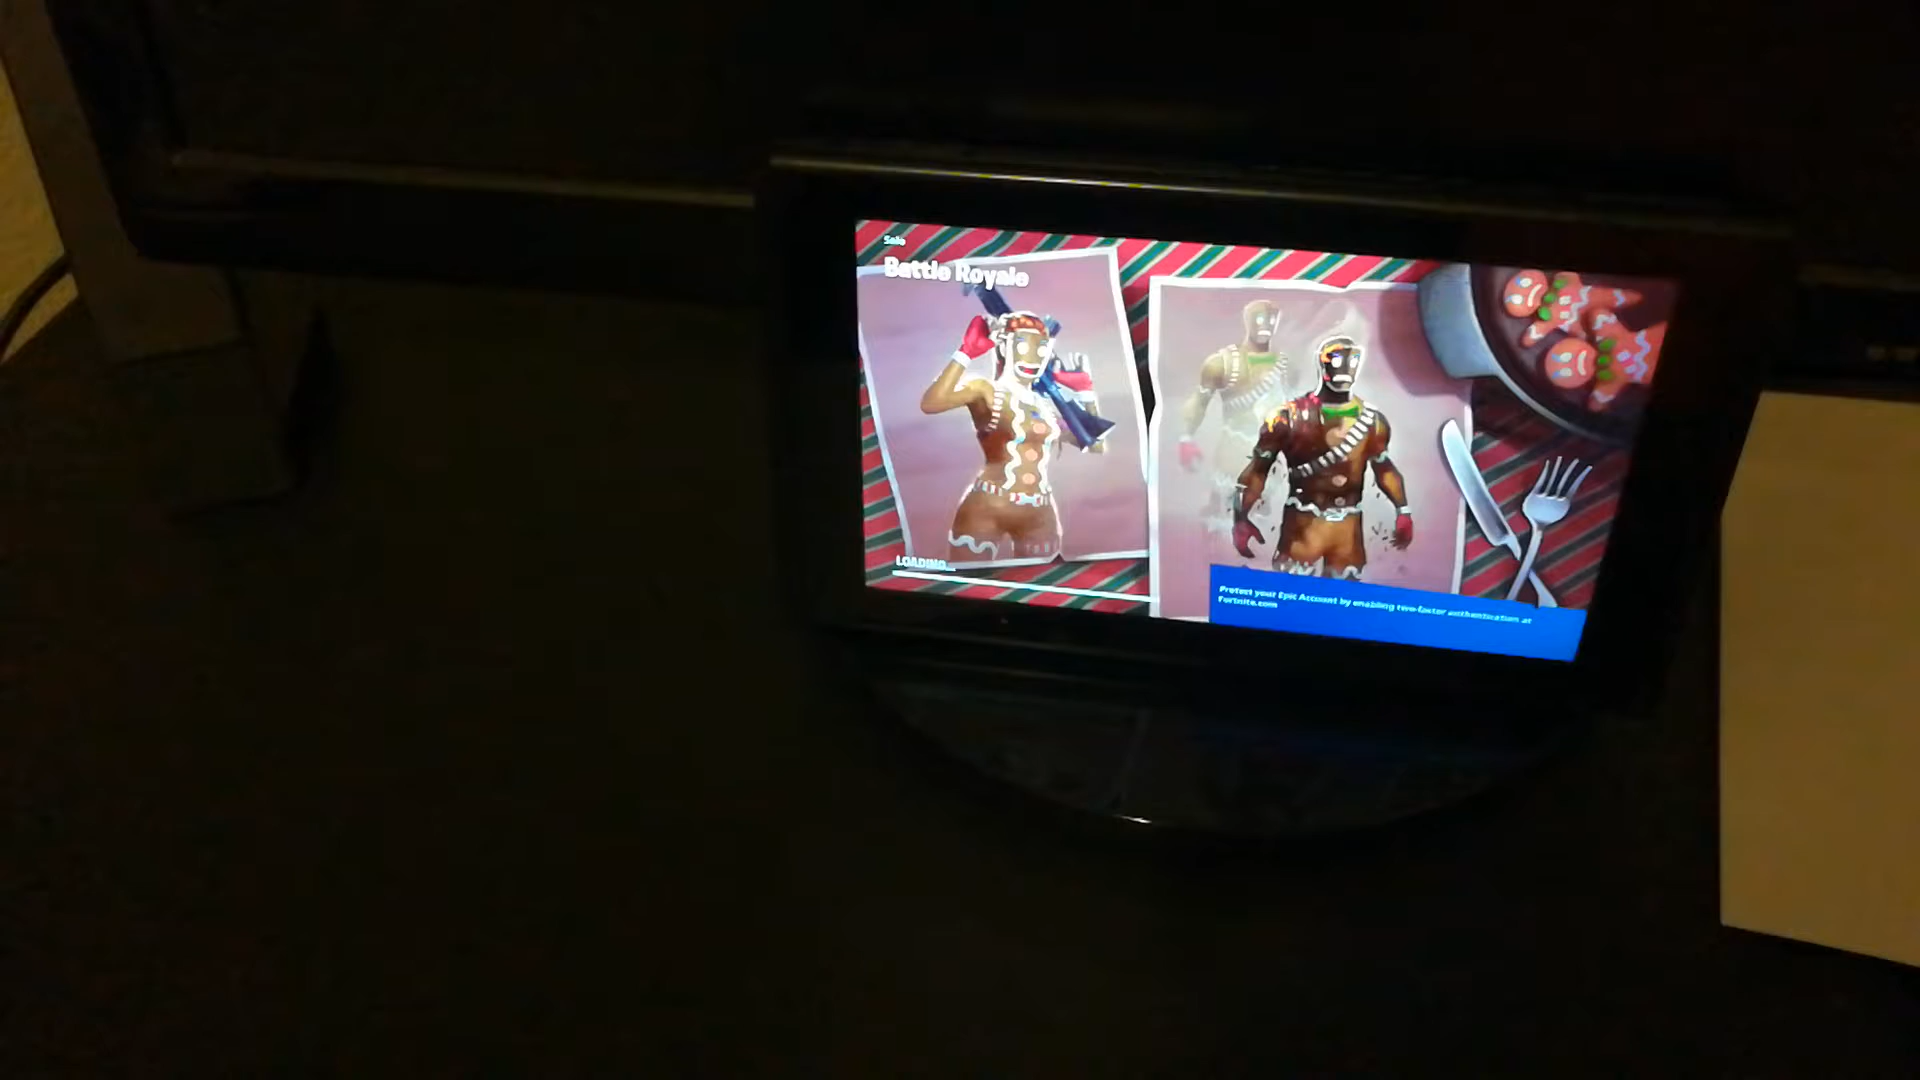 Solo
Battle Royale
LOADING...
Protect your Epic Account by enabling two-factor authentication at
Fortnite.com